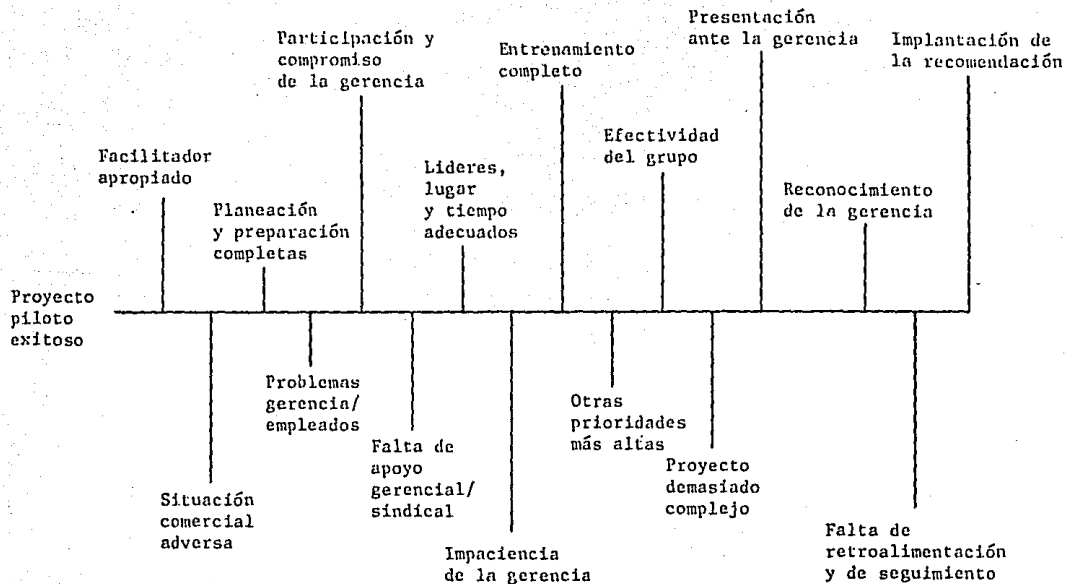 Presentación
ante la gerencia
Implantación de
la recomendación
Participación y
compromiso
de la gerencia
Entrenamiento
completo
Efectividad
del grupo
Facilitador
apropiado
Lideres,
lugar
y tiempo
adecuados
Reconocimiento
de la gerencia
Planeación
y preparación
completas
Proyecto
piloto
exitoso
Problemas
gerencia/
empleados
Otras
prioridades
más altas
Falta de
apoyo
gerencial/
sindical
Proyecto
demasiado
complejo
Situación
comercial
adversa
Impaciencia
de la gerencia
Falta de
retroalimentación
y de seguimiento